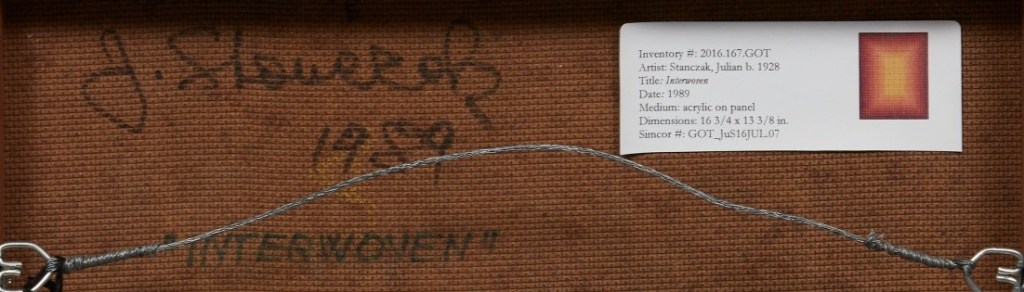 J. Stanczak
1989
"INTERWOVEN"
Inventory #: 2016.167.GOT
Artist: Stanczak, Julian b. 1928
Title: Interwoven
Date: 1989
Medium: acrylic on panel
Dimensions: 16 3/4 x 13 3/8 in.
Simcor #: GOT_JuS16JUL.07